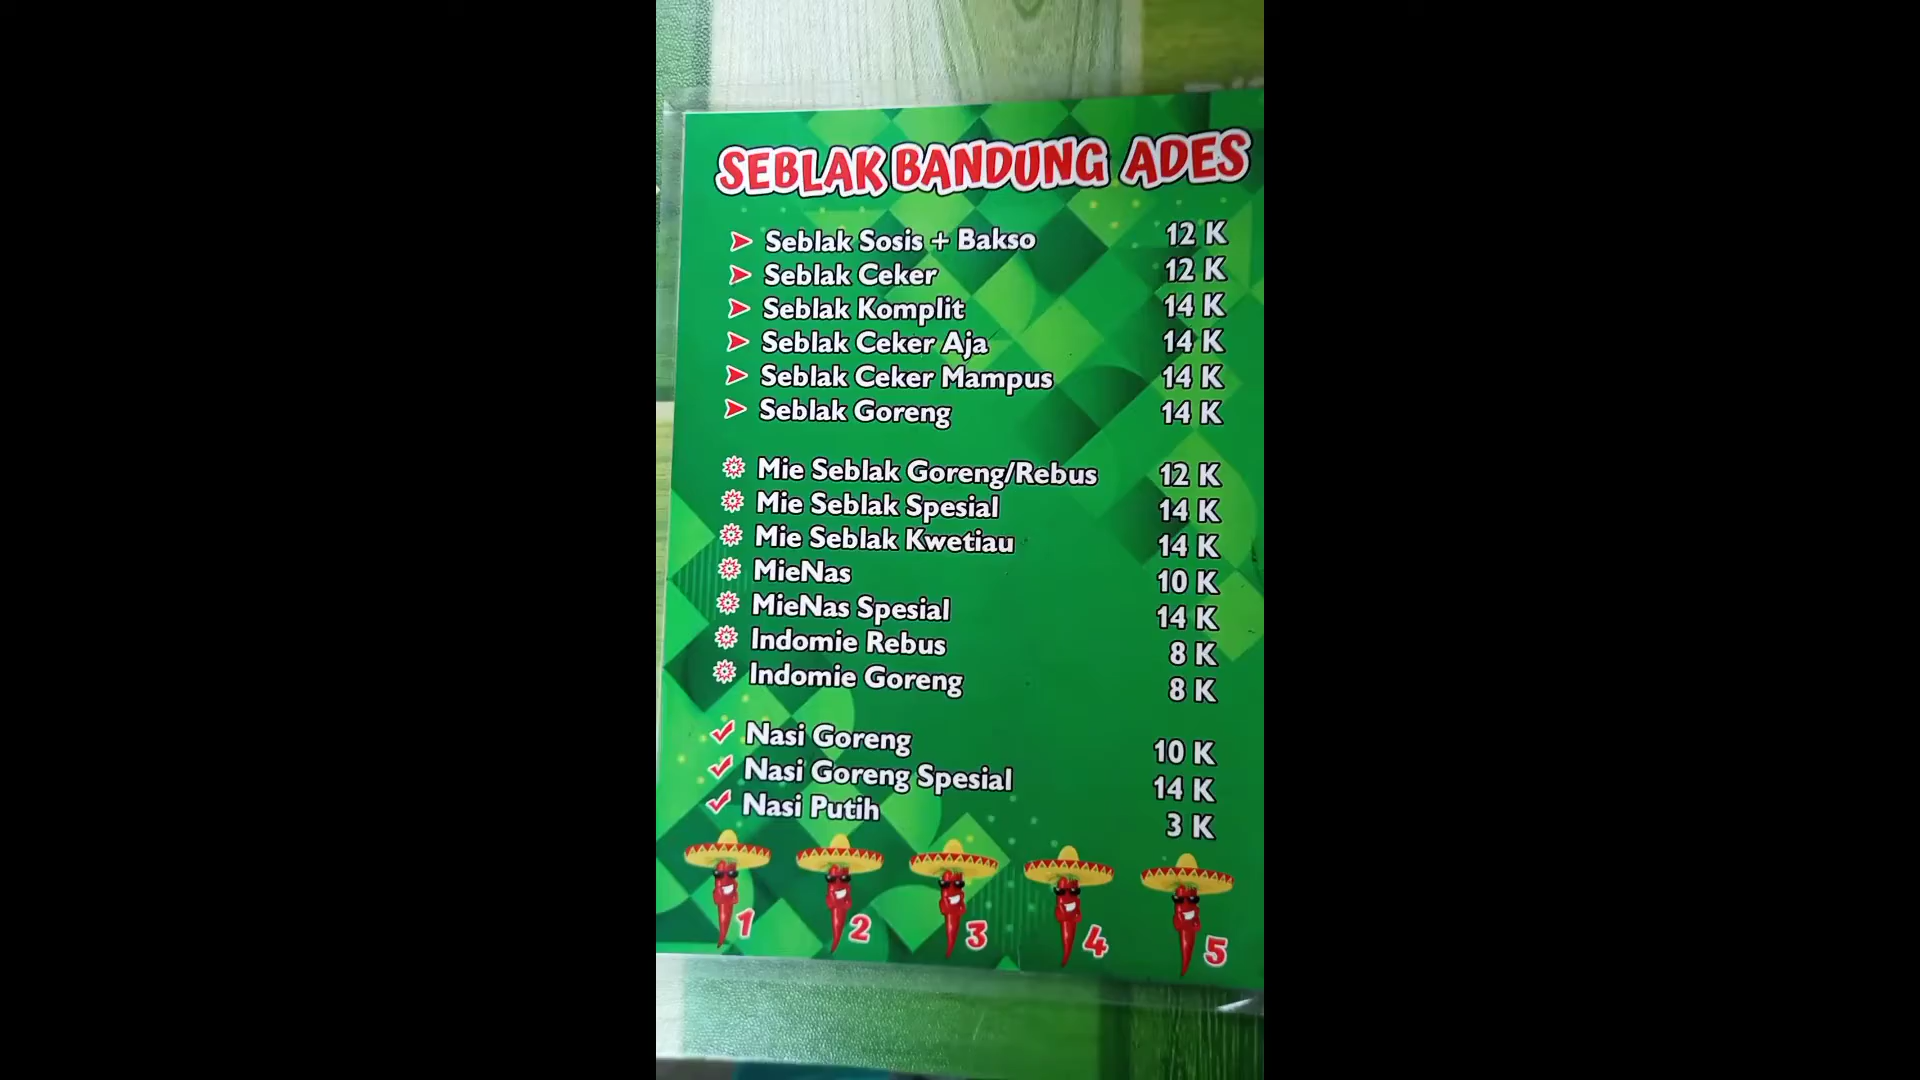 SEBLAK BANDUNG ADES
Seblak Sosis + Bakso 12 K
Seblak Ceker 12 K
Seblak Komplit 14 K
Seblak Ceker Aja 14 K
Seblak Ceker Mampus 14 K
Seblak Goreng 14 K
Mie Seblak Goreng/Rebus 12 K
Mie Seblak Spesial 14 K
Mie Seblak Kwetiau 14 K
MieNas 10 K
MieNas Spesial 14 K
Indomie Rebus 8 K
Indomie Goreng 8 K
Nasi Goreng 10 K
Nasi Goreng Spesial 14 K
Nasi Putih 3 K
1 2 3 4 5